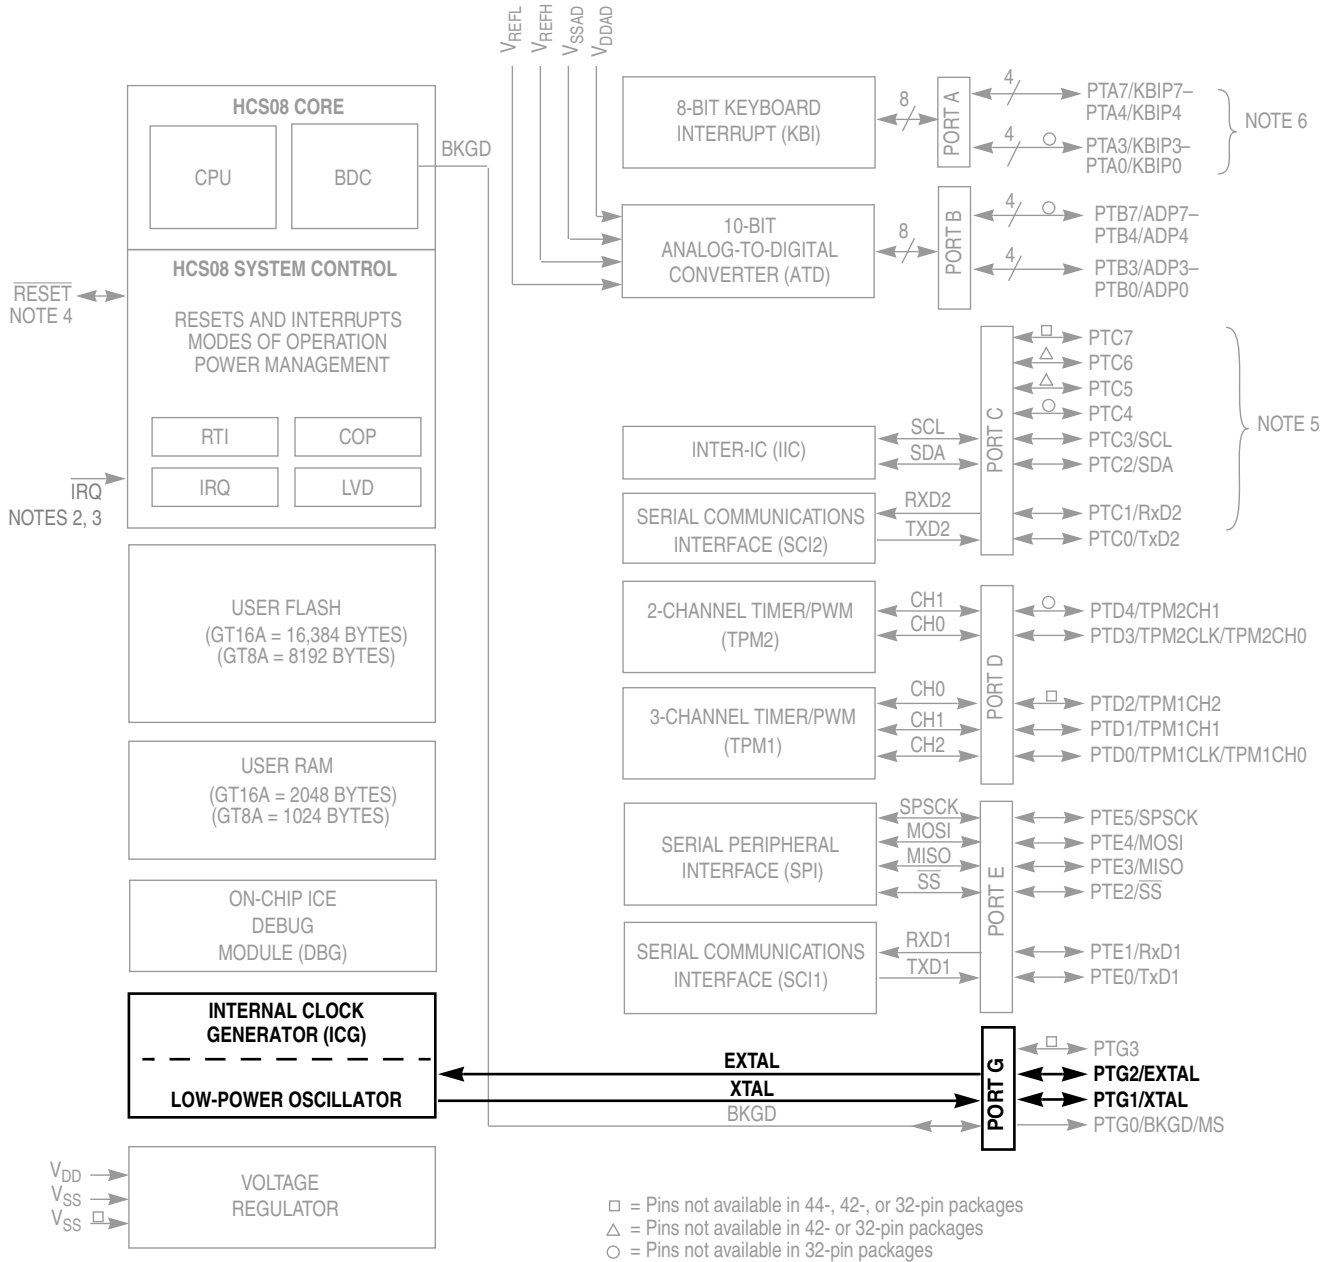 VREFL
VREFH
VSSAD
VDDAD
HCS08 CORE
CPU
BDC
BKGD
HCS08 SYSTEM CONTROL
RESET
NOTE 4
RESETS AND INTERRUPTS
MODES OF OPERATION
POWER MANAGEMENT
RTI
COP
IRQ
LVD
IRQ
NOTES 2, 3
USER FLASH
(GT16A = 16,384 BYTES)
(GT8A = 8192 BYTES)
USER RAM
(GT16A = 2048 BYTES)
(GT8A = 1024 BYTES)
ON-CHIP ICE
DEBUG
MODULE (DBG)
INTERNAL CLOCK
GENERATOR (ICG)
LOW-POWER OSCILLATOR
VDD
VSS
VSS
VOLTAGE
REGULATOR
8-BIT KEYBOARD
INTERRUPT (KBI)
8
PORT A
4
PTA7/KBIP7–
PTA4/KBIP4
4
PTA3/KBIP3–
PTA0/KBIP0
NOTE 6
10-BIT
ANALOG-TO-DIGITAL
CONVERTER (ATD)
8
PORT B
4
PTB7/ADP7–
PTB4/ADP4
4
PTB3/ADP3–
PTB0/ADP0
INTER-IC (IIC)
SCL
SDA
SERIAL COMMUNICATIONS
INTERFACE (SCI2)
RXD2
TXD2
PORT C
PTC7
PTC6
PTC5
PTC4
PTC3/SCL
PTC2/SDA
PTC1/RxD2
PTC0/TxD2
NOTE 5
2-CHANNEL TIMER/PWM
(TPM2)
CH1
CH0
3-CHANNEL TIMER/PWM
(TPM1)
CH0
CH1
CH2
PORT D
PTD4/TPM2CH1
PTD3/TPM2CLK/TPM2CH0
PTD2/TPM1CH2
PTD1/TPM1CH1
PTD0/TPM1CLK/TPM1CH0
SERIAL PERIPHERAL
INTERFACE (SPI)
SPSCK
MOSI
MISO
SS
SERIAL COMMUNICATIONS
INTERFACE (SCI1)
RXD1
TXD1
PORT E
PTE5/SPSCK
PTE4/MOSI
PTE3/MISO
PTE2/SS
PTE1/RxD1
PTE0/TxD1
EXTAL
XTAL
BKGD
PORT G
PTG3
PTG2/EXTAL
PTG1/XTAL
PTG0/BKGD/MS
= Pins not available in 44-, 42-, or 32-pin packages
= Pins not available in 42- or 32-pin packages
= Pins not available in 32-pin packages